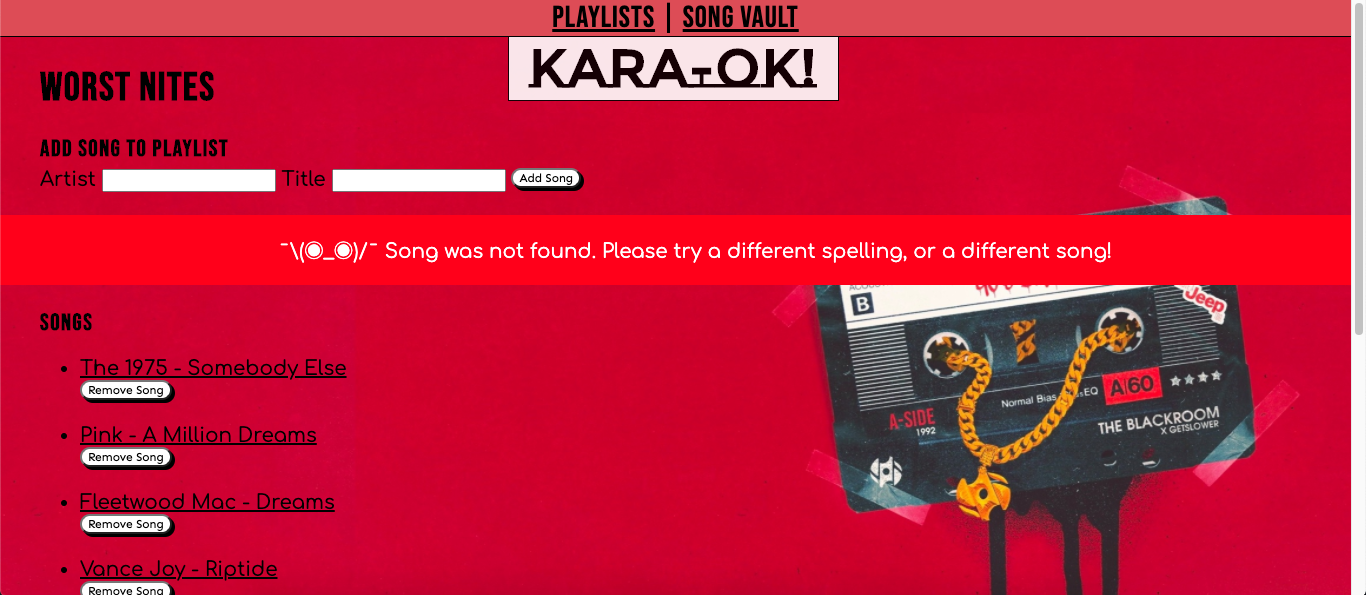 PLAYLISTS | SONG VAULT
KARA-OK!
WORST NITES
ADD SONG TO PLAYLIST
Artist Title Add Song
¯\(◉_◉)/¯ Song was not found. Please try a different spelling, or a different song!
B
Jeep
SONGS
• The 1975 - Somebody Else
Remove Song
• Pink - A Million Dreams
Remove Song
• Fleetwood Mac - Dreams
Remove Song
• Vance Joy - Riptide
Remove Song
Normal Bias EQ A|60
A-SIDE
1992
THE BLACKROOM
X GETSLOWER